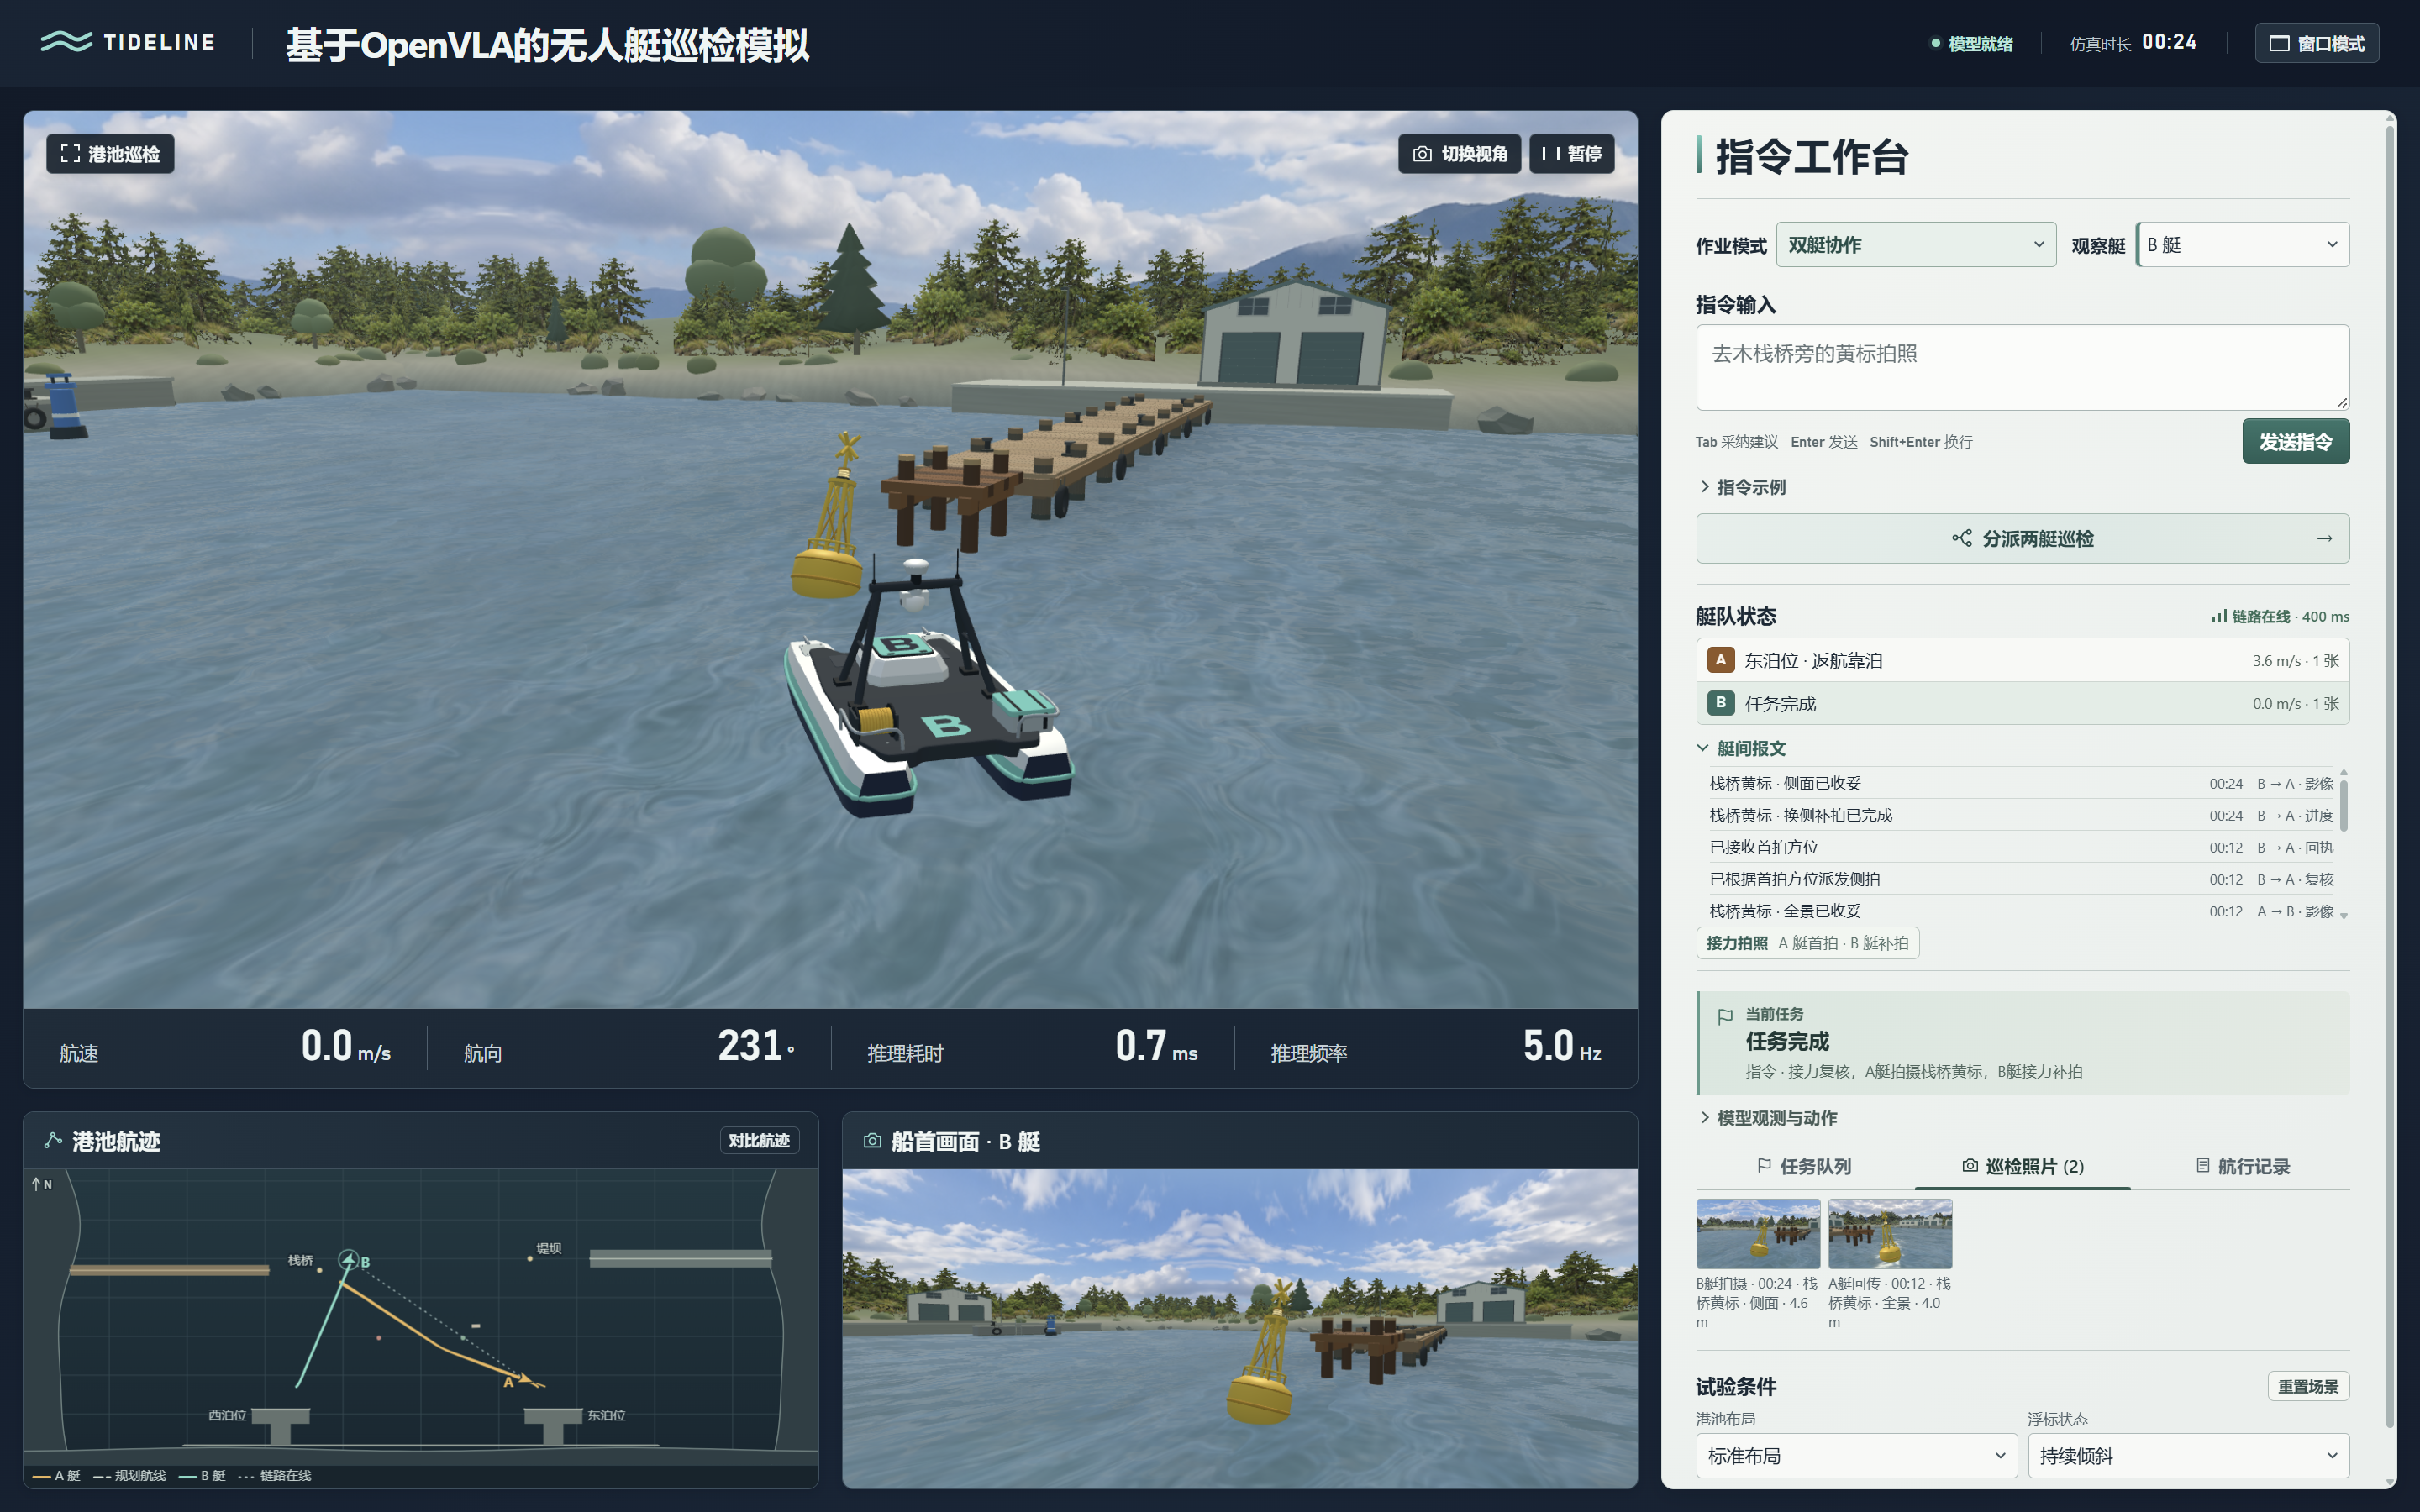 TIDELINE
基于OpenVLA的无人艇巡检模拟
模型就绪
仿真时长 00:24
窗口模式
港池巡检
切换视角
暂停
B
B
航速 0.0 m/s
航向 231°
推理耗时 0.7 ms
推理频率 5.0 Hz
港池航迹
对比航迹
N
栈桥
B
堤坝
A
西泊位
东泊位
A 艇 规划航线 B 艇 链路在线
船首画面 · B 艇
指令工作台
作业模式 双艇协作
观察艇 B 艇
指令输入
去木栈桥旁的黄标拍照
Tab 采纳建议 Enter 发送 Shift+Enter 换行
发送指令
指令示例
分派两艇巡检 →
艇队状态
链路在线 · 400 ms
A 东泊位 · 返航靠泊 3.6 m/s · 1 张
B 任务完成 0.0 m/s · 1 张
艇间报文
栈桥黄标 · 侧面已收妥 00:24 B → A · 影像
栈桥黄标 · 换侧补拍已完成 00:24 B → A · 进度
已接收首拍方位 00:12 B → A · 回执
已根据首拍方位派发侧拍 00:12 B → A · 复核
栈桥黄标 · 全景已收妥 00:12 A → B · 影像
接力拍照 A 艇首拍 · B 艇补拍
当前任务
任务完成
指令 · 接力复核，A艇拍摄栈桥黄标，B艇接力补拍
模型观测与动作
任务队列
巡检照片 (2)
航行记录
B艇拍摄 · 00:24 · 栈
桥黄标 · 侧面 · 4.6
m
A艇回传 · 00:12 · 栈
桥黄标 · 全景 · 4.0
m
试验条件
重置场景
港池布局
标准布局
浮标状态
持续倾斜